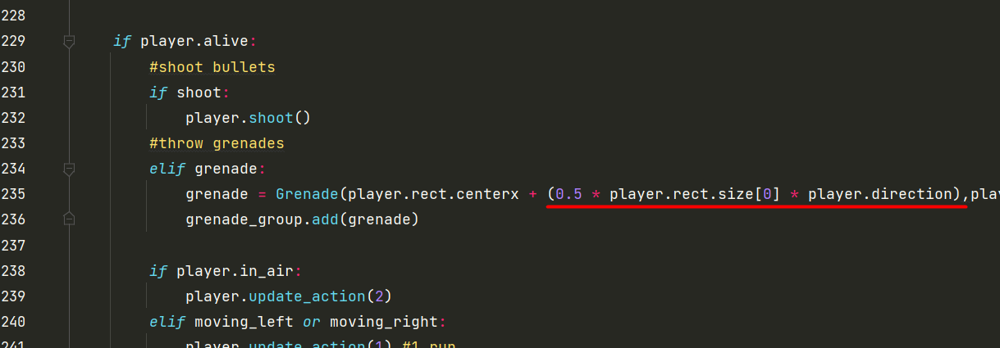 228
229 if player.alive:
230 #shoot bullets
231 if shoot:
232 player.shoot()
233 #throw grenades
234 elif grenade:
235 grenade = Grenade(player.rect.centerx + (0.5 * player.rect.size[0] * player.direction),play
236 grenade_group.add(grenade)
237
238 if player.in_air:
239 player.update_action(2)
240 elif moving_left or moving_right:
241 player.update_action(1) #1 run